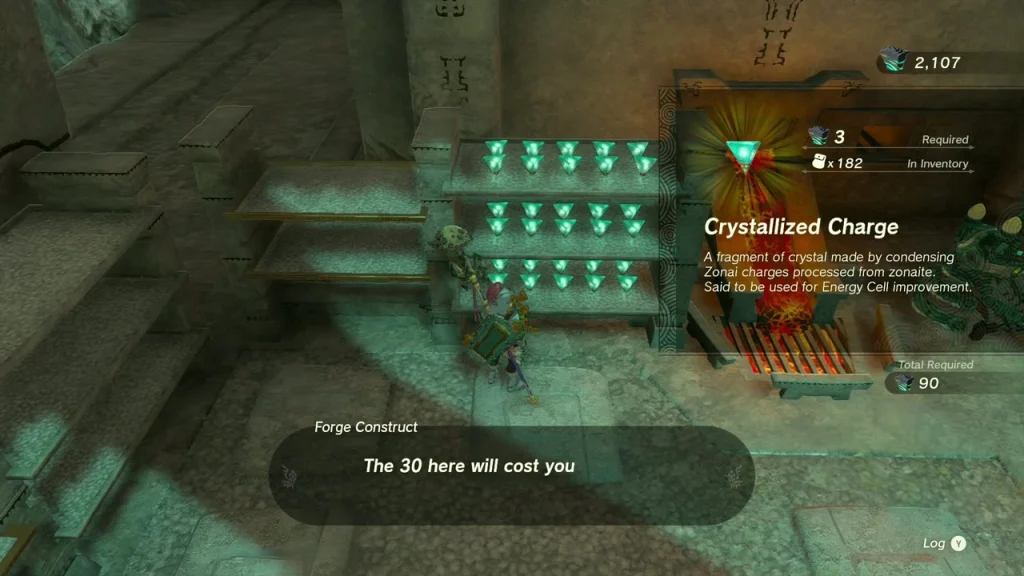 2,107
3 Required
x 182 In Inventory
Crystallized Charge
A fragment of crystal made by condensing
Zonai charges processed from zonaite.
Said to be used for Energy Cell improvement.
Total Required
90
Forge Construct
The 30 here will cost you
Log Y